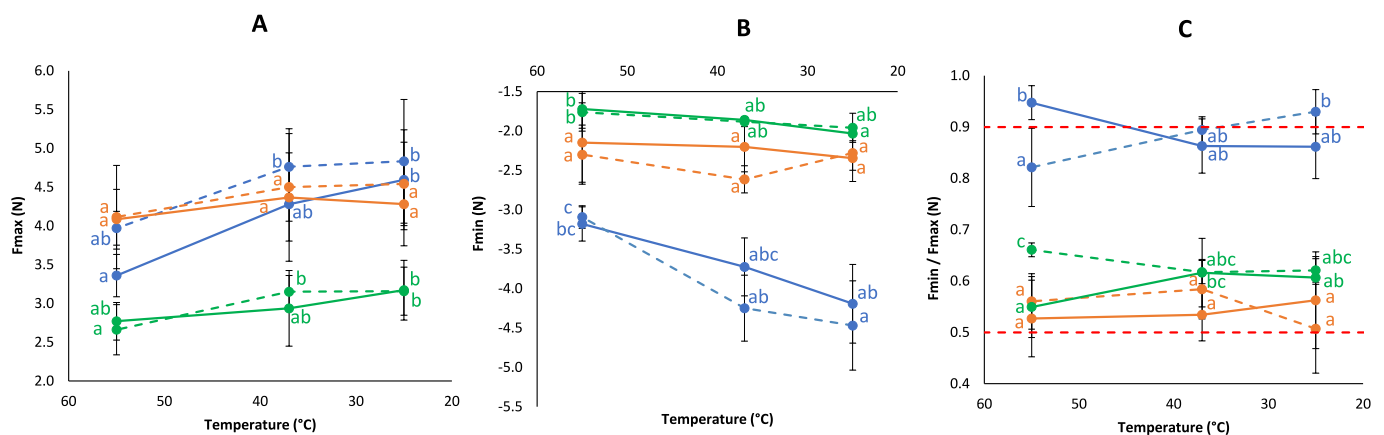 A
6.0
5.5
5.0
4.5
4.0
3.5
3.0
2.5
2.0
60
50
40
30
20
Fmax (N)
Temperature (°C)
a
a
ab
a
ab
a
b
a
a
ab
b
ab
b
b
a
a
b
b
B
60
50
40
30
20
-1.5
-2.0
-2.5
-3.0
-3.5
-4.0
-4.5
-5.0
-5.5
Fmin (N)
Temperature (°C)
b
b
a
a
c
bc
ab
ab
a
a
abc
ab
ab
a
a
a
ab
a
C
1.0
0.9
0.8
0.7
0.6
0.5
0.4
60
50
40
30
20
Fmin / Fmax (N)
Temperature (°C)
b
a
c
a
a
a
ab
ab
abc
bc
a
a
b
ab
abc
ab
a
a